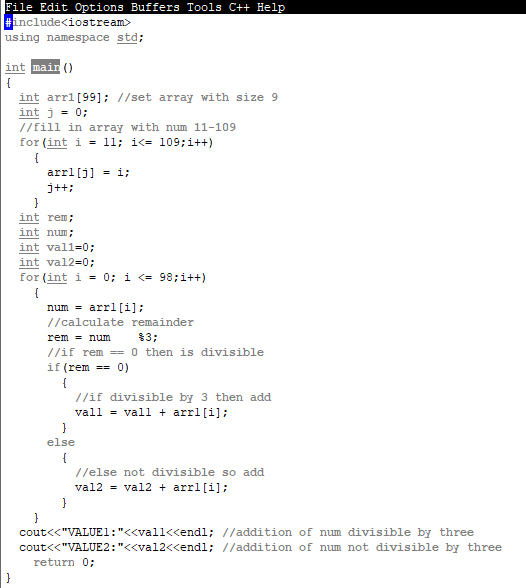 File Edit Options Buffers Tools C++ Help
#include<iostream>
using namespace std;
int main()
{
int arr1[99]; //set array with size 9
int j = 0;
//fill in array with num 11-109
for(int i = 11; i<= 109;i++)
{
arr1[j] = i;
j++;
}
int rem;
int num;
int val1=0;
int val2=0;
for(int i = 0; i <= 98;i++)
{
num = arr1[i];
//calculate remainder
rem = num %3;
//if rem == 0 then is divisible
if(rem == 0)
{
//if divisible by 3 then add
val1 = val1 + arr1[i];
}
else
{
//else not divisible so add
val2 = val2 + arr1[i];
}
}
cout<<"VALUE1:"<<val1<<endl; //addition of num divisible by three
cout<<"VALUE2:"<<val2<<endl; //addition of num not divisible by three
return 0;
}